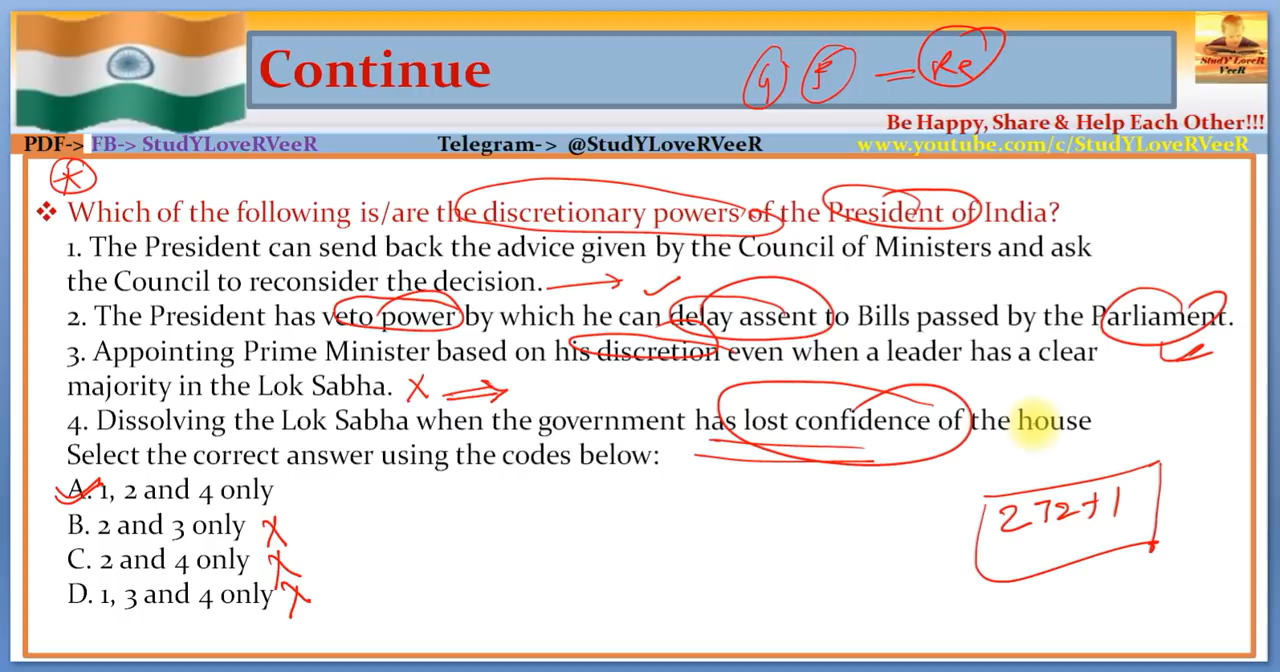 Continue
G F = Re
StudY LoveR
VeeR
Be Happy, Share & Help Each Other!!!
PDF-> FB-> StudYLoveRVeeR Telegram-> @StudYLoveRVeeR www.youtube.com/c/StudYLoveRVeeR
❖ Which of the following is/are the discretionary powers of the President of India?
1. The President can send back the advice given by the Council of Ministers and ask
the Council to reconsider the decision.
2. The President has veto power by which he can delay assent to Bills passed by the Parliament.
3. Appointing Prime Minister based on his discretion even when a leader has a clear
majority in the Lok Sabha.
4. Dissolving the Lok Sabha when the government has lost confidence of the house
Select the correct answer using the codes below:
A. 1, 2 and 4 only
B. 2 and 3 only
C. 2 and 4 only
D. 1, 3 and 4 only
272+1